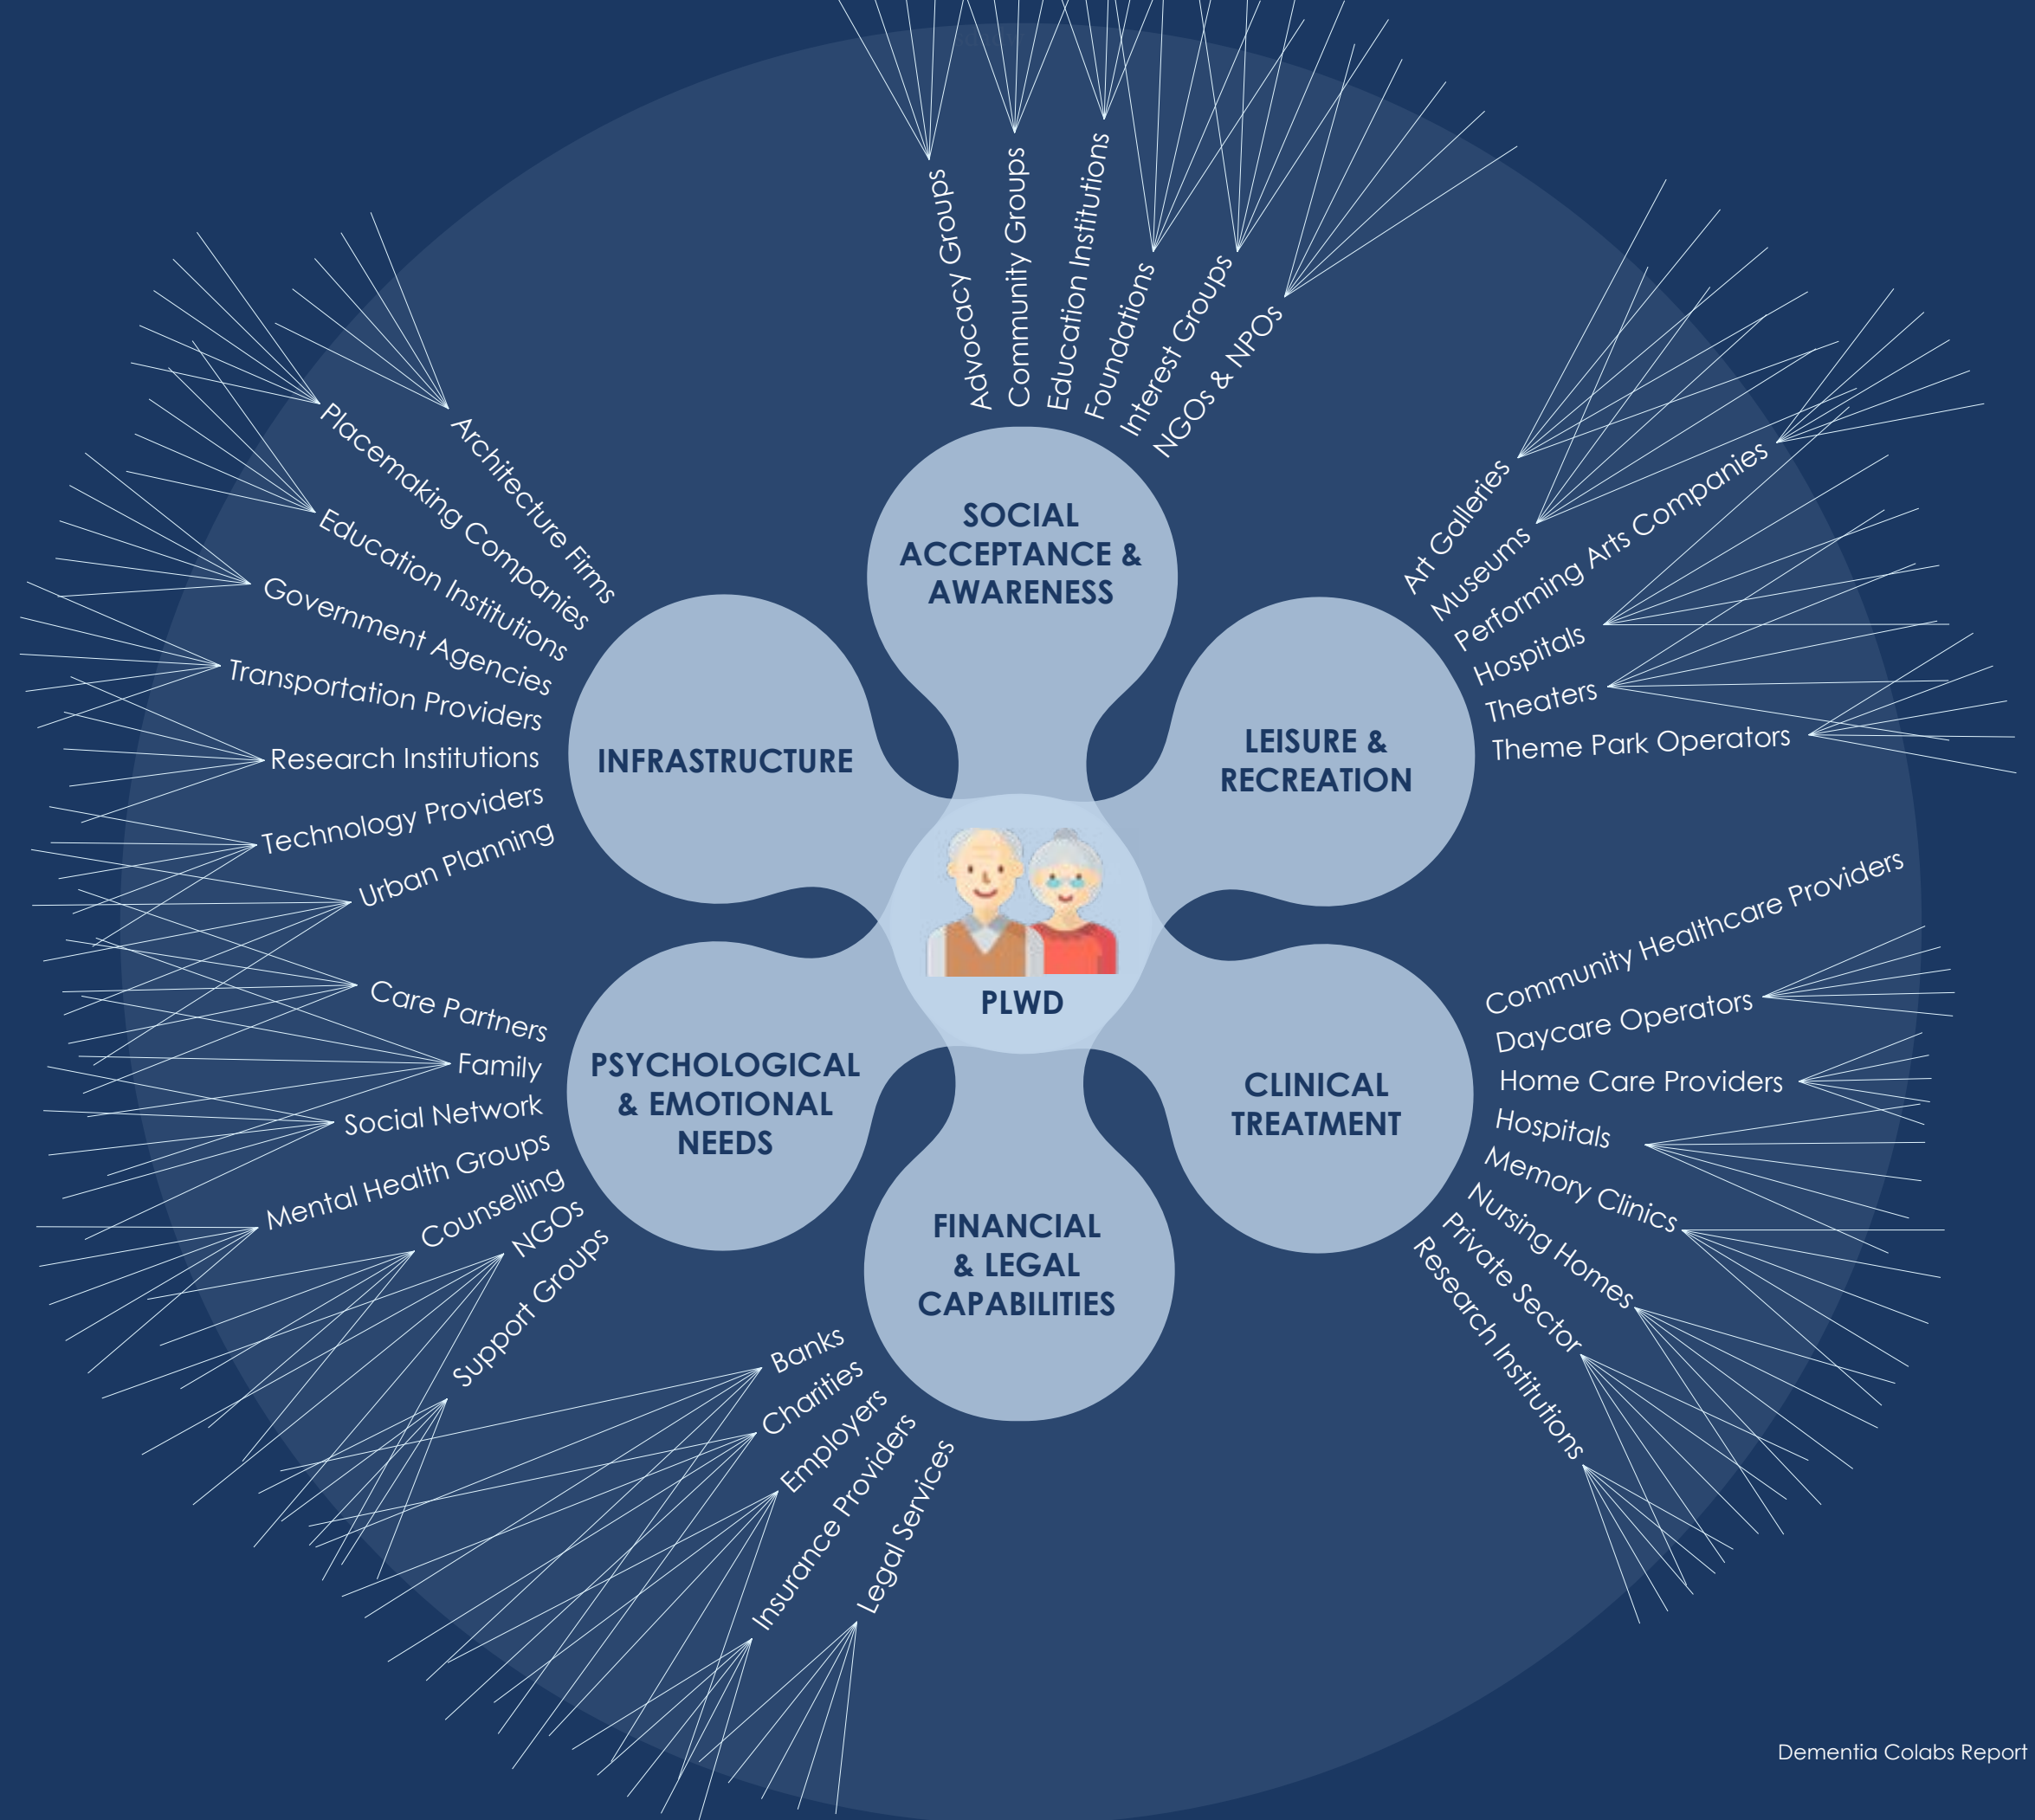 Advocacy Groups
Community Groups
Education Institutions
Foundations
Interest Groups
NGOs & NPOs
SOCIAL
ACCEPTANCE &
AWARENESS
Art Galleries
Museums
Performing Arts Companies
Hospitals
Theaters
Theme Park Operators
LEISURE &
RECREATION
Community Healthcare Providers
Daycare Operators
Home Care Providers
Hospitals
Memory Clinics
Nursing Homes
Private Sector
Research Institutions
CLINICAL
TREATMENT
FINANCIAL
& LEGAL
CAPABILITIES
Banks
Charities
Employers
Insurance Providers
Legal Services
PSYCHOLOGICAL
& EMOTIONAL
NEEDS
Care Partners
Family
Social Network
Mental Health Groups
Counselling
NGOs
Support Groups
INFRASTRUCTURE
Architecture Firms
Placemaking Companies
Education Institutions
Government Agencies
Transportation Providers
Research Institutions
Technology Providers
Urban Planning
PLWD
Dementia Colabs Report